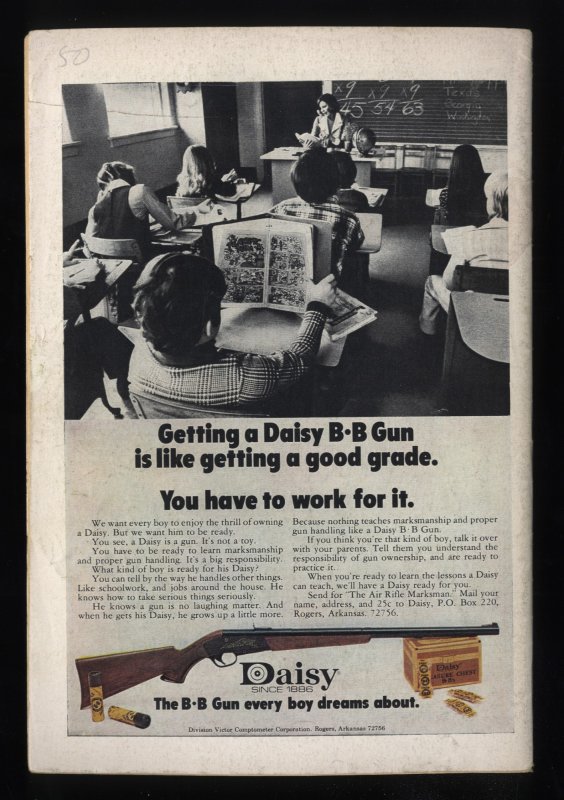 50
x9 x9 x9
45 54 63
Texas
Georgia
Getting a Daisy B·B Gun
is like getting a good grade.
You have to work for it.
We want every boy to enjoy the thrill of owning
a Daisy. But we want him to be ready.
You see, a Daisy is a gun. It's not a toy.
You have to be ready to learn marksmanship
and proper gun handling. It's a big responsibility.
What kind of boy is ready for his Daisy?
You can tell by the way he handles other things.
Like schoolwork, and jobs around the house. He
knows how to take serious things seriously.
He knows a gun is no laughing matter. And
when he gets his Daisy, he grows up a little more.
Because nothing teaches marksmanship and proper
gun handling like a Daisy B·B Gun.
If you think you're that kind of boy, talk it over
with your parents. Tell them you understand the
responsibility of gun ownership, and are ready to
practice it.
When you're ready to learn the lessons a Daisy
can teach, we'll have a Daisy ready for you.
Send for "The Air Rifle Marksman." Mail your
name, address, and 25c to Daisy, P.O. Box 220,
Rogers, Arkansas. 72756.
Daisy
SINCE 1886
Daisy
TREASURE CHEST
BB's
The B·B Gun every boy dreams about.
Division Victor Comptometer Corporation. Rogers, Arkansas 72756